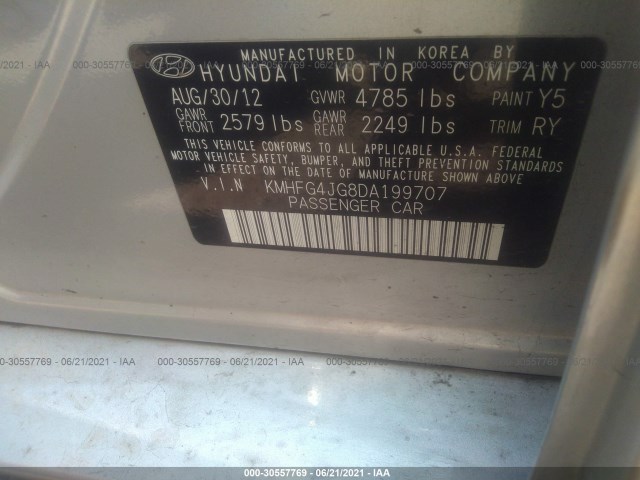 000-30557769 - 06/21/2021 - IAA
MANUFACTURED IN KOREA BY
HYUNDAI MOTOR COMPANY
AUG/30/12 GVWR 4785 lbs PAINT Y5
GAWR FRONT 2579 lbs GAWR REAR 2249 lbs TRIM RY
THIS VEHICLE CONFORMS TO ALL APPLICABLE U.S.A. FEDERAL
MOTOR VEHICLE SAFETY, BUMPER, AND THEFT PREVENTION STANDARDS
IN EFFECT ON THE DATE OF MANUFACTURE SHOWN ABOVE.
V.I.N KMHFG4JG8DA199707
PASSENGER CAR
000-30557769 - 06/21/2021 - IAA
000-30557769 - 06/21/2021 - IAA